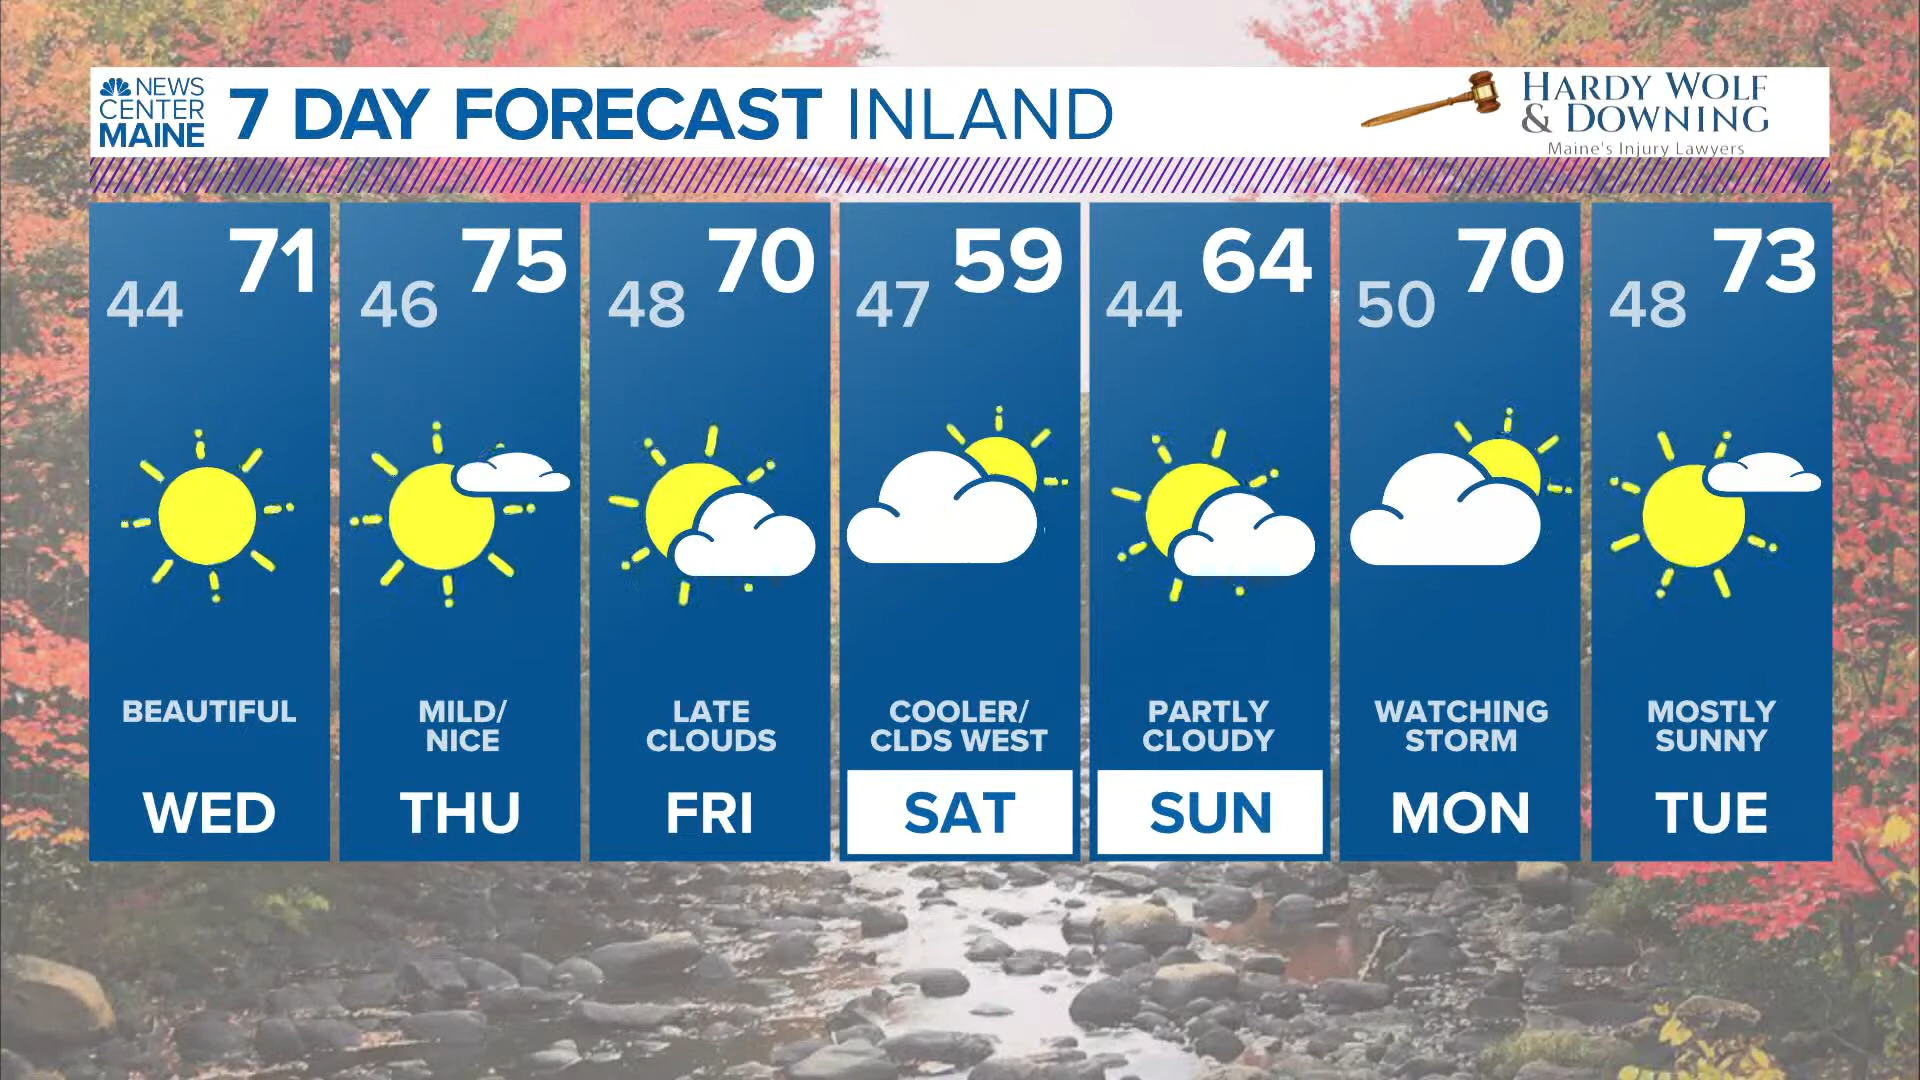 NEWS
CENTER
MAINE
7 DAY FORECAST INLAND
HARDY WOLF
& DOWNING
Maine's Injury Lawyers
44 71
46 75
48 70
47 59
44 64
50 70
48 73
BEAUTIFUL
MILD/
NICE
LATE
CLOUDS
COOLER/
CLDS WEST
PARTLY
CLOUDY
WATCHING
STORM
MOSTLY
SUNNY
WED
THU
FRI
SAT
SUN
MON
TUE